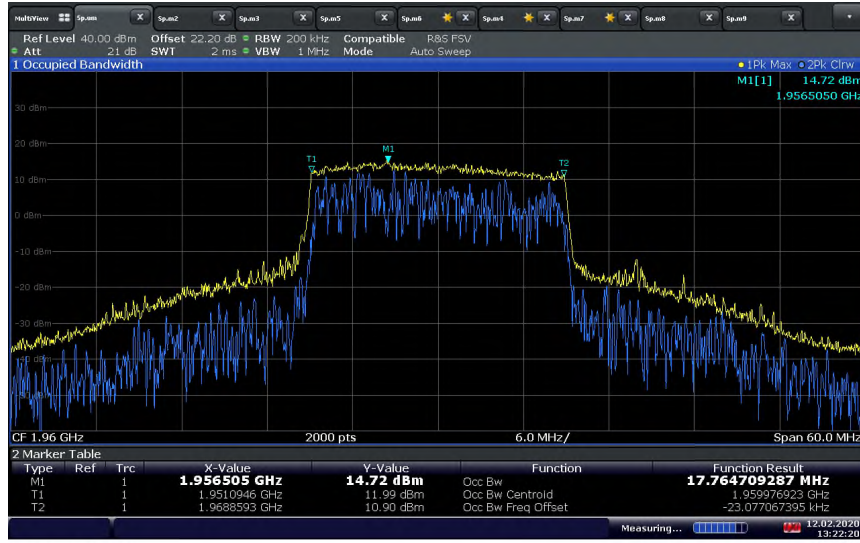 MultiView Sp.um X Sp.m2 X Sp.m3 X Sp.m5 X Sp.m6 X Sp.m4 X Sp.m7 X Sp.m8 X Sp.m9 X
Ref Level 40.00 dBm Offset 22.20 dB RBW 200 kHz Compatible R&S FSV
Att 21 dB SWT 2 ms VBW 1 MHz Mode Auto Sweep
1 Occupied Bandwidth 1Pk Max 2Pk Clrw
M1[1] 14.72 dBm
1.9565050 GHz
30 dBm
20 dBm
T1 M1 T2
10 dBm
0 dBm
-10 dBm
-20 dBm
-30 dBm
-40 dBm
CF 1.96 GHz 2000 pts 6.0 MHz/ Span 60.0 MHz
2 Marker Table
Type Ref Trc X-Value Y-Value Function Function Result
M1 1 1.956505 GHz 14.72 dBm Occ Bw 17.764709287 MHz
T1 1 1.9510946 GHz 11.99 dBm Occ Bw Centroid 1.959976923 GHz
T2 1 1.9688593 GHz 10.90 dBm Occ Bw Freq Offset -23.077067395 kHz
Measuring... 12.02.2020
13:22:20